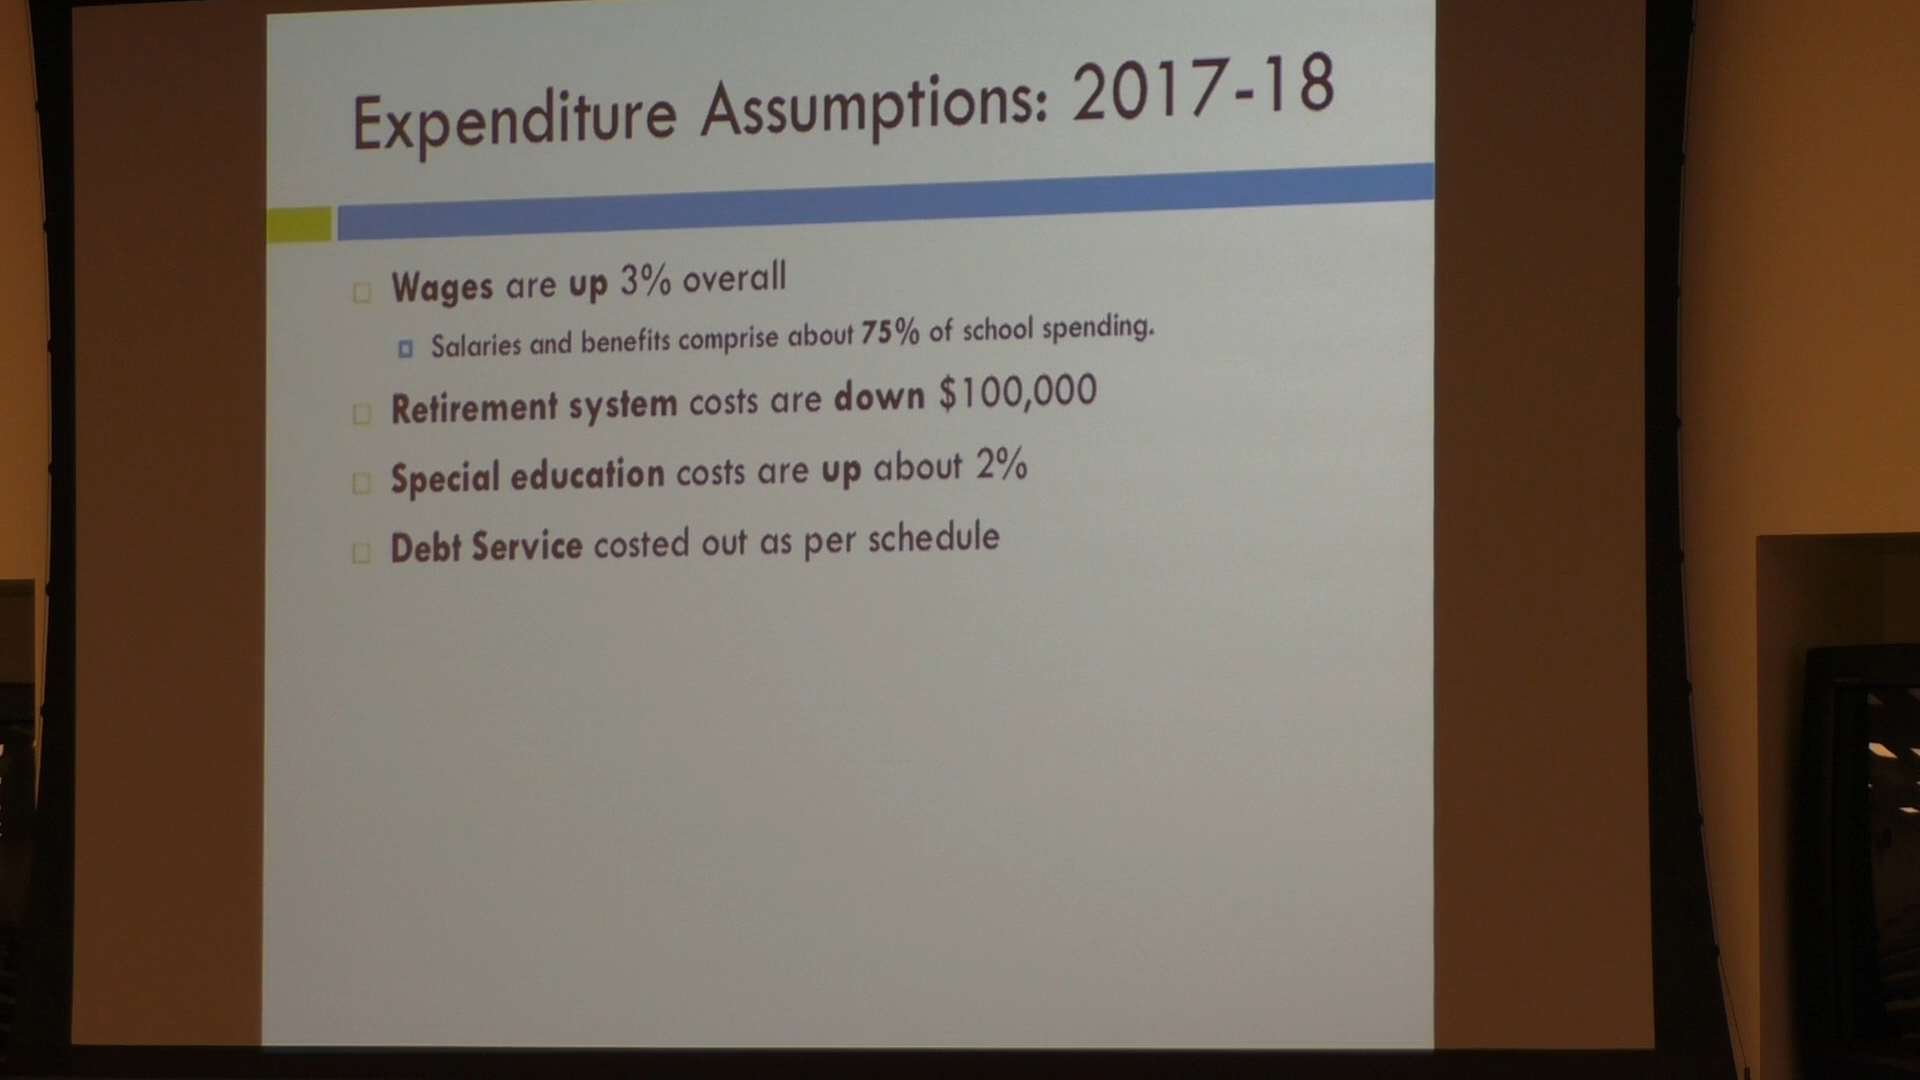 Expenditure Assumptions: 2017-18
Wages are up 3% overall
Salaries and benefits comprise about 75% of school spending.
Retirement system costs are down $100,000
Special education costs are up about 2%
Debt Service costed out as per schedule